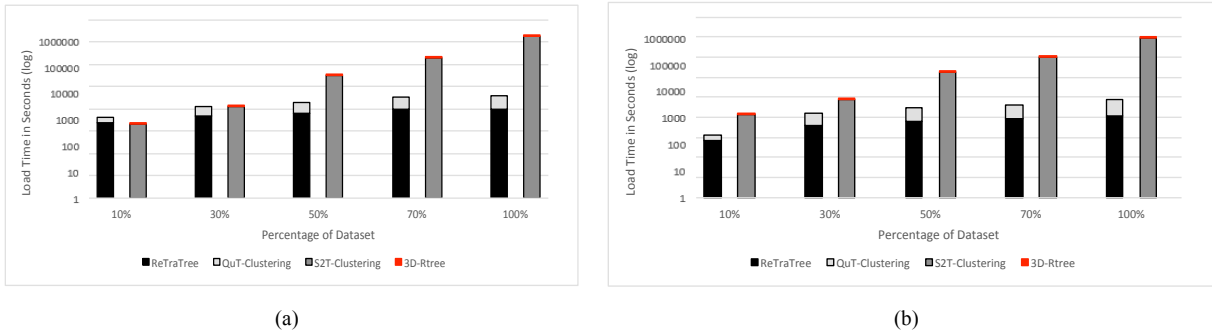 Load Time in Seconds (log)
1000000
100000
10000
1000
100
10
1
10% 30% 50% 70% 100%
Percentage of Dataset
ReTraTree QuT-Clustering S2T-Clustering 3D-Rtree
(a)
Load Time in Seconds (log)
1000000
100000
10000
1000
100
10
1
10% 30% 50% 70% 100%
Percentage of Dataset
ReTraTree QuT-Clustering S2T-Clustering 3D-Rtree
(b)